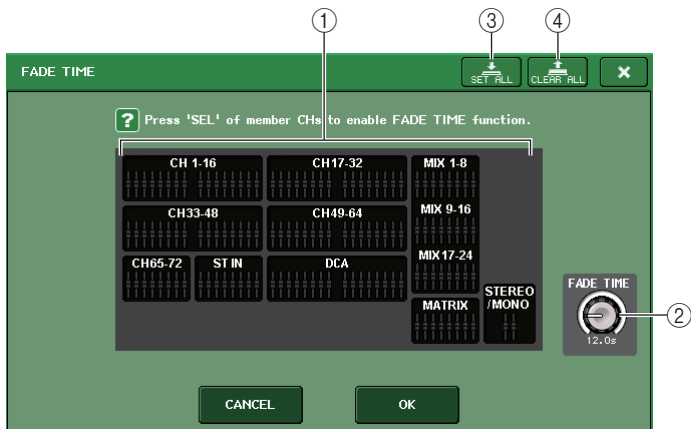 ① ③ ④
FADE TIME
SET ALL
CLEAR ALL
? Press 'SEL' of member CHs to enable FADE TIME function.
CH 1-16
CH17-32
MIX 1-8
CH33-48
CH49-64
MIX 9-16
CH65-72
ST IN
DCA
MIX17-24
MATRIX
STEREO
/MONO
FADE TIME
②
12.0s
CANCEL
OK